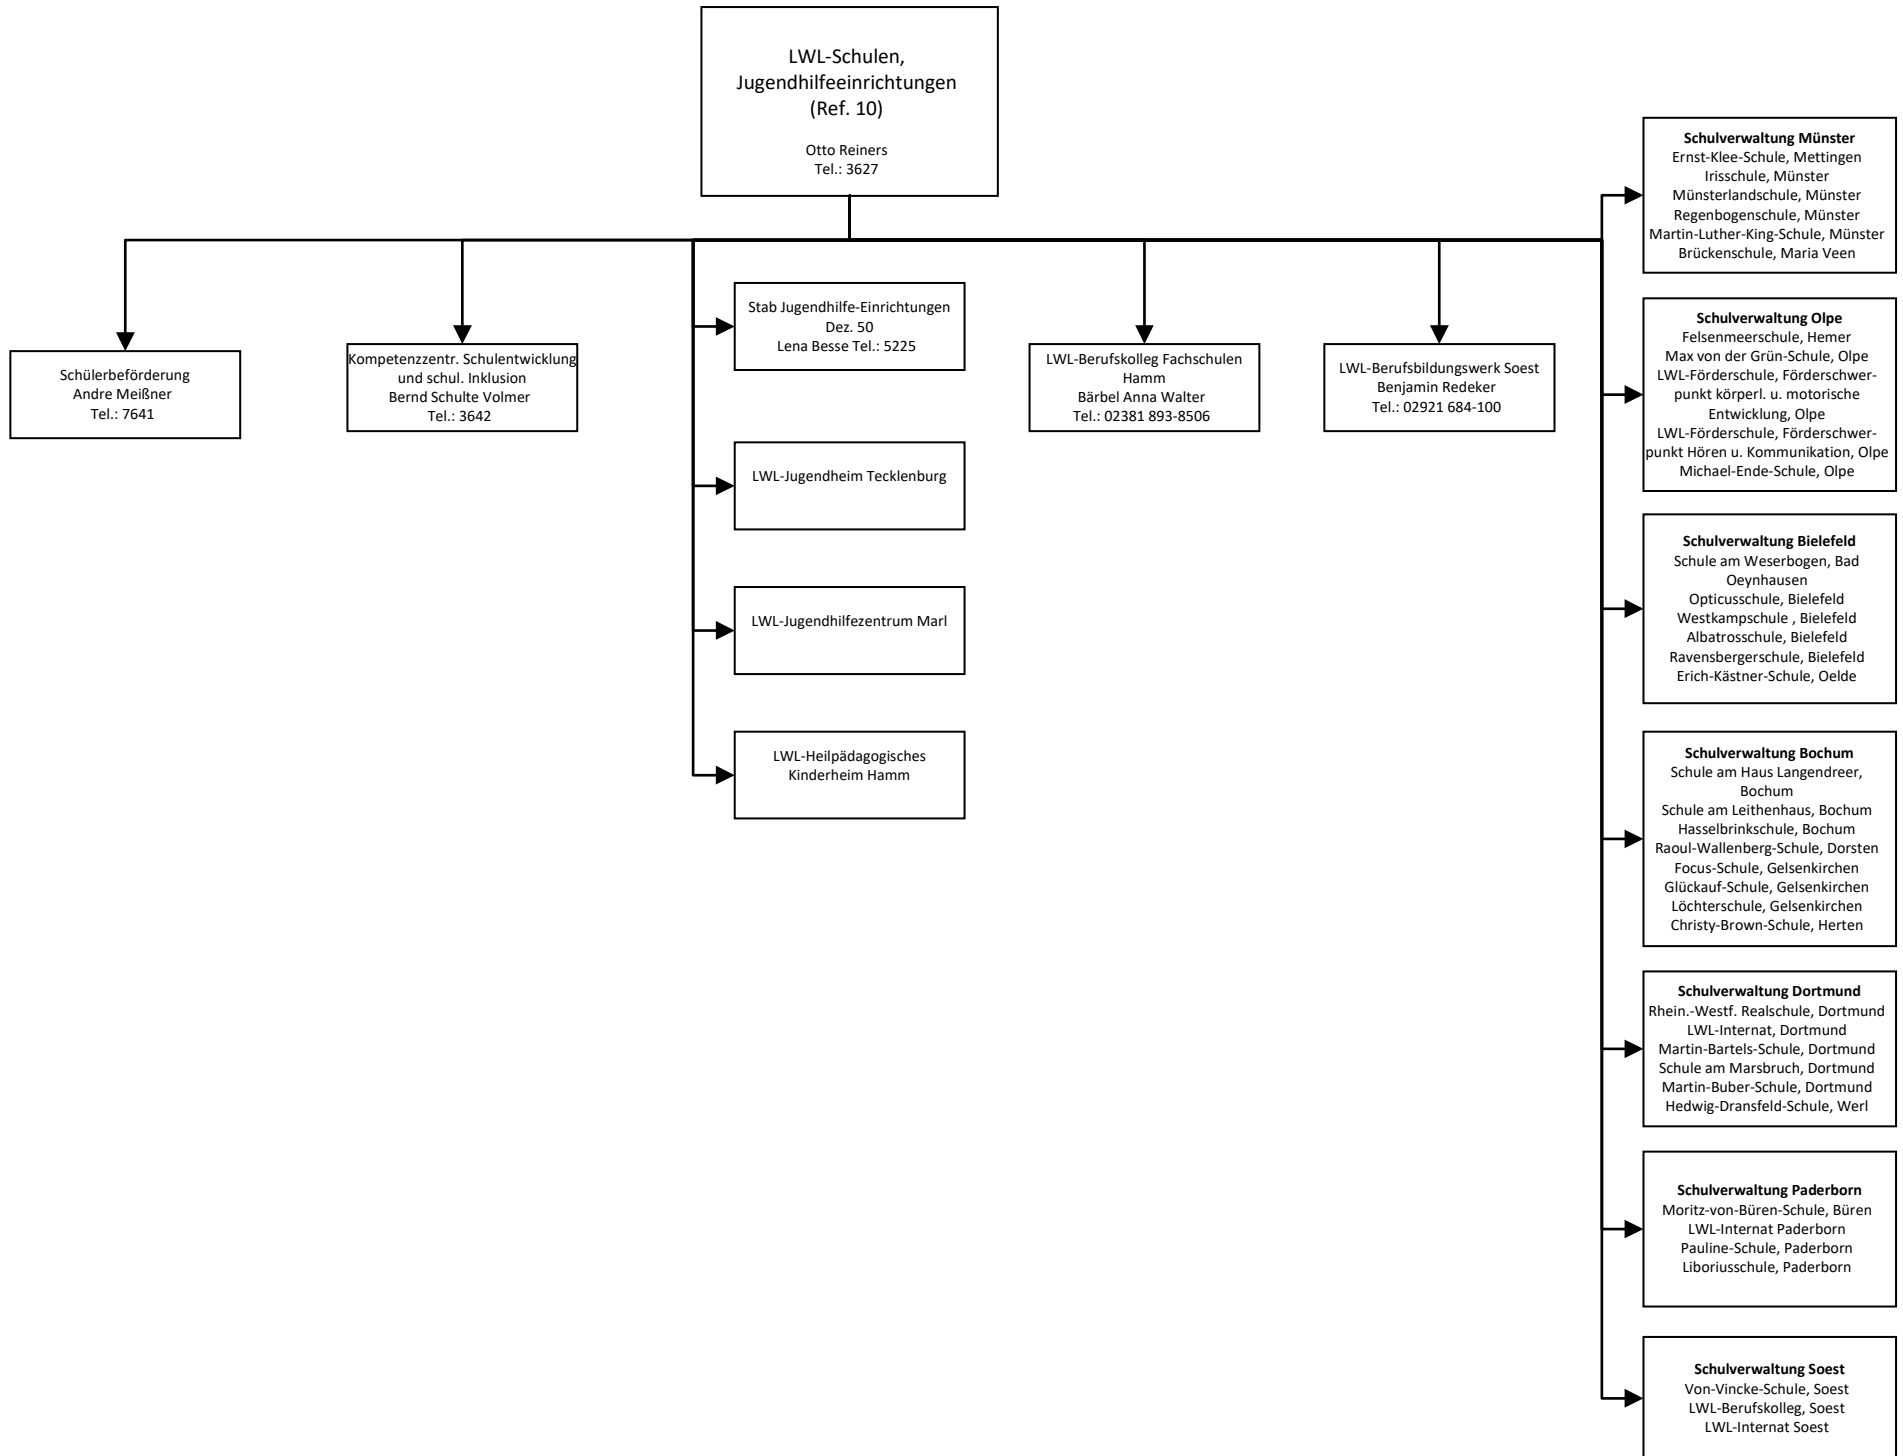 LWL-Schulen,
Jugendhilfeeinrichtungen
(Ref. 10)
Otto Reiners
Tel.: 3627
Schülerbeförderung
Andre Meißner
Tel.: 7641
Kompetenzzentr. Schulentwicklung
und schul. Inklusion
Bernd Schulte Volmer
Tel.: 3642
Stab Jugendhilfe-Einrichtungen
Dez. 50
Lena Besse Tel.: 5225
LWL-Jugendheim Tecklenburg
LWL-Jugendhilfezentrum Marl
LWL-Heilpädagogisches
Kinderheim Hamm
LWL-Berufskolleg Fachschulen
Hamm
Bärbel Anna Walter
Tel.: 02381 893-8506
LWL-Berufsbildungswerk Soest
Benjamin Redeker
Tel.: 02921 684-100
Schulverwaltung Münster
Ernst-Klee-Schule, Mettingen
Irisschule, Münster
Münsterlandschule, Münster
Regenbogenschule, Münster
Martin-Luther-King-Schule, Münster
Brückenschule, Maria Veen
Schulverwaltung Olpe
Felsenmeerschule, Hemer
Max von der Grün-Schule, Olpe
LWL-Förderschule, Förderschwer-
punkt körperl. u. motorische
Entwicklung, Olpe
LWL-Förderschule, Förderschwer-
punkt Hören u. Kommunikation, Olpe
Michael-Ende-Schule, Olpe
Schulverwaltung Bielefeld
Schule am Weserbogen, Bad
Oeynhausen
Opticusschule, Bielefeld
Westkampschule , Bielefeld
Albatrosschule, Bielefeld
Ravensbergerschule, Bielefeld
Erich-Kästner-Schule, Oelde
Schulverwaltung Bochum
Schule am Haus Langendreer,
Bochum
Schule am Leithenhaus, Bochum
Hasselbrinkschule, Bochum
Raoul-Wallenberg-Schule, Dorsten
Focus-Schule, Gelsenkirchen
Glückauf-Schule, Gelsenkirchen
Löchterschule, Gelsenkirchen
Christy-Brown-Schule, Herten
Schulverwaltung Dortmund
Rhein.-Westf. Realschule, Dortmund
LWL-Internat, Dortmund
Martin-Bartels-Schule, Dortmund
Schule am Marsbruch, Dortmund
Martin-Buber-Schule, Dortmund
Hedwig-Dransfeld-Schule, Werl
Schulverwaltung Paderborn
Moritz-von-Büren-Schule, Büren
LWL-Internat Paderborn
Pauline-Schule, Paderborn
Liboriusschule, Paderborn
Schulverwaltung Soest
Von-Vincke-Schule, Soest
LWL-Berufskolleg, Soest
LWL-Internat Soest